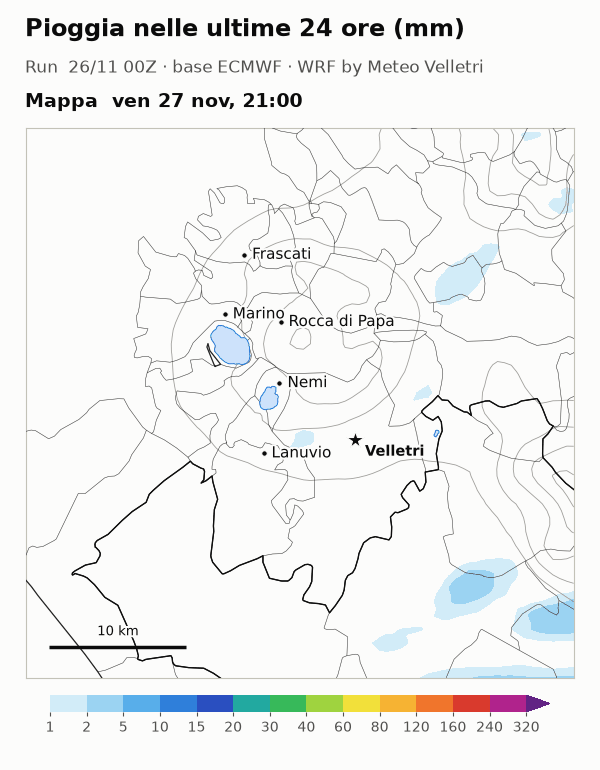 Pioggia nelle ultime 24 ore (mm)
Run  26/11 00Z · base ECMWF · WRF by Meteo Velletri
Mappa  ven 27 nov, 21:00
Frascati
Marino
Rocca di Papa
Nemi
Velletri
Lanuvio
10 km
1 2 5 10 15 20 30 40 60 80 120 160 240 320